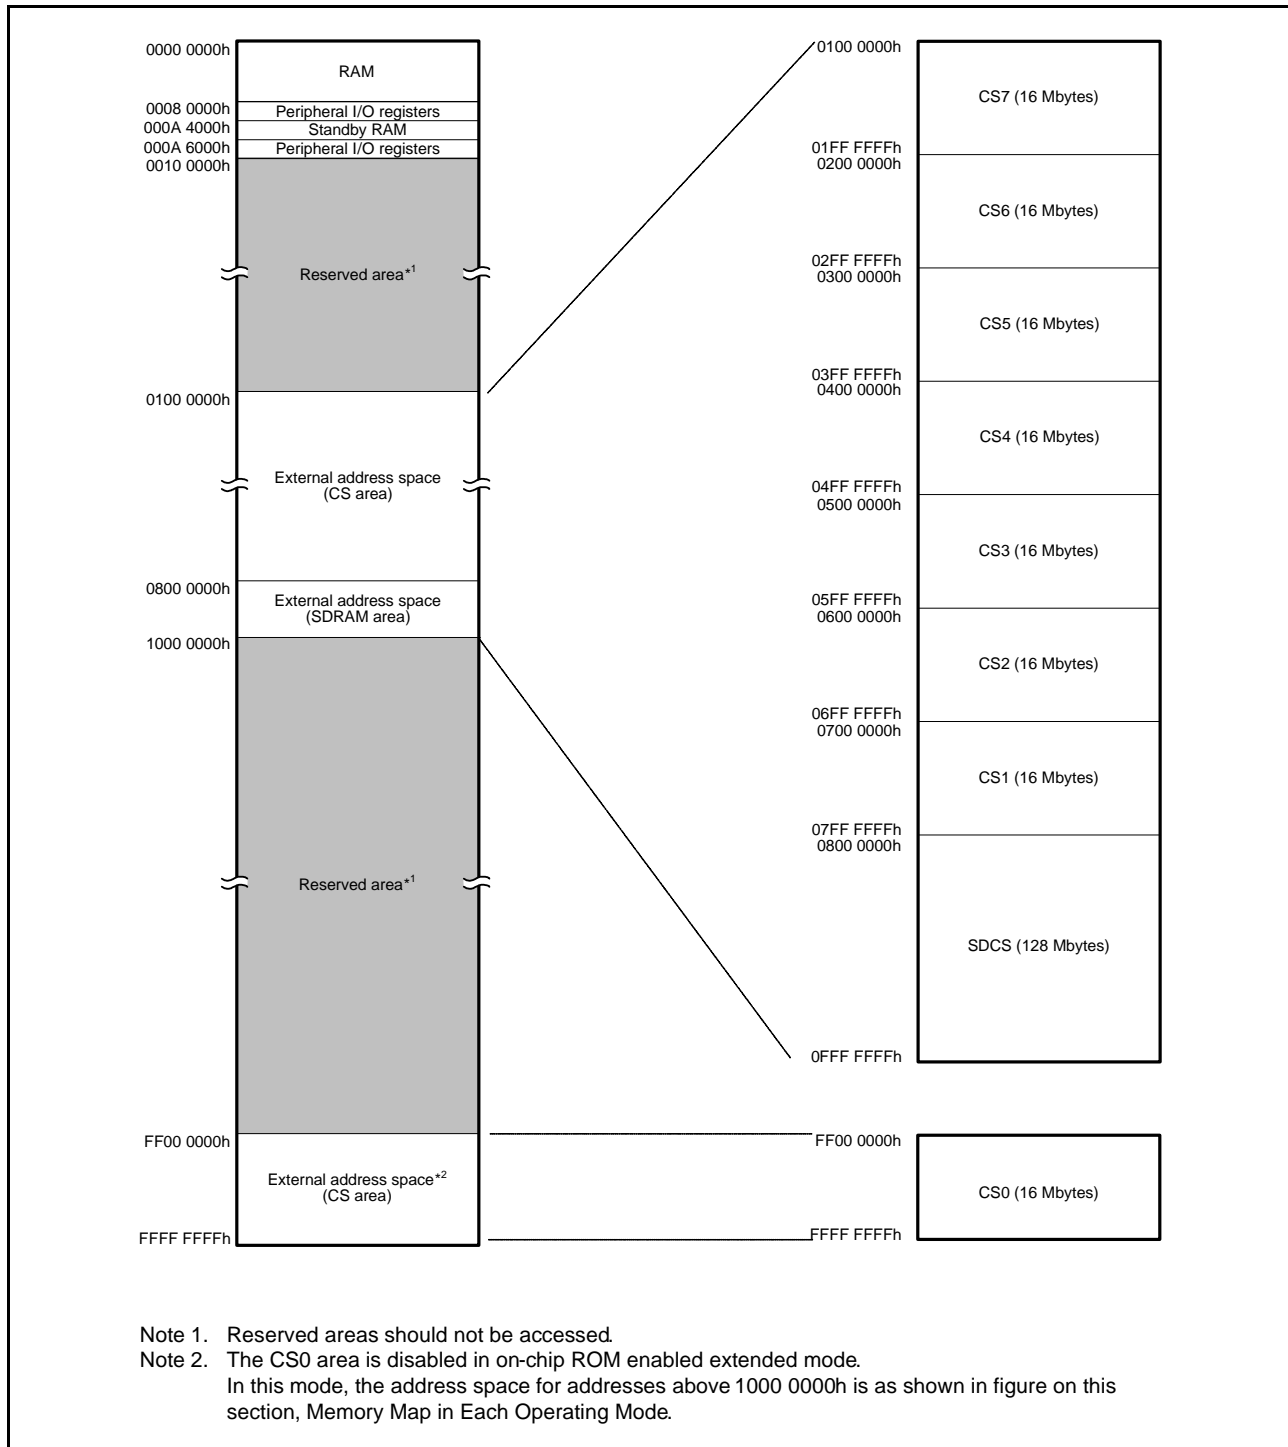 0000 0000h
RAM
0008 0000h
Peripheral I/O registers
000A 4000h
Standby RAM
000A 6000h
Peripheral I/O registers
0010 0000h
Reserved area*1
0100 0000h
External address space
(CS area)
0800 0000h
External address space
(SDRAM area)
1000 0000h
Reserved area*1
FF00 0000h
External address space*2
(CS area)
FFFF FFFFh
0100 0000h
CS7 (16 Mbytes)
01FF FFFFh
0200 0000h
CS6 (16 Mbytes)
02FF FFFFh
0300 0000h
CS5 (16 Mbytes)
03FF FFFFh
0400 0000h
CS4 (16 Mbytes)
04FF FFFFh
0500 0000h
CS3 (16 Mbytes)
05FF FFFFh
0600 0000h
CS2 (16 Mbytes)
06FF FFFFh
0700 0000h
CS1 (16 Mbytes)
07FF FFFFh
0800 0000h
SDCS (128 Mbytes)
0FFF FFFFh
FF00 0000h
CS0 (16 Mbytes)
FFFF FFFFh
Note 1. Reserved areas should not be accessed.
Note 2. The CS0 area is disabled in on-chip ROM enabled extended mode.
In this mode, the address space for addresses above 1000 0000h is as shown in figure on this
section, Memory Map in Each Operating Mode.